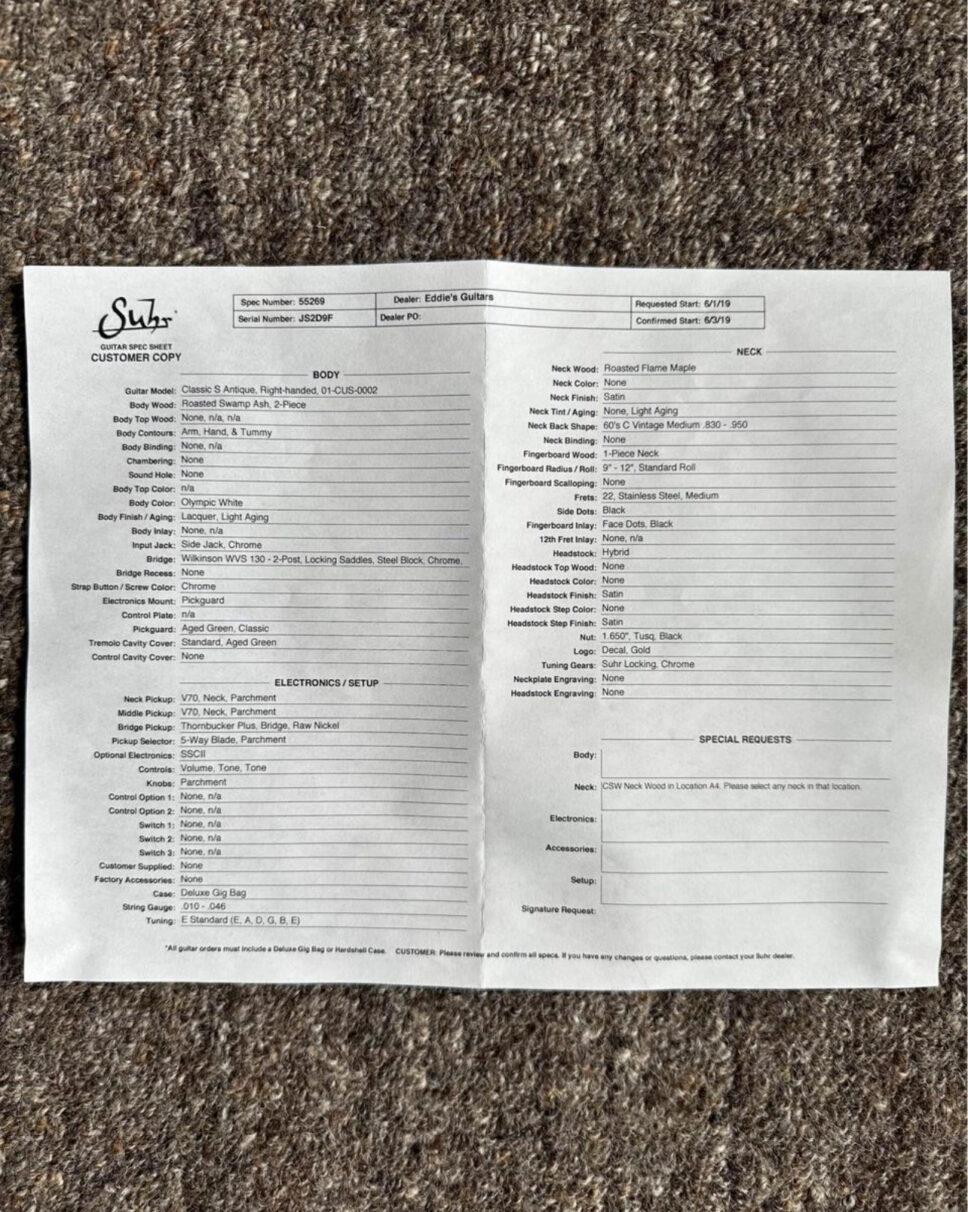 Suhr
GUITAR SPEC SHEET
CUSTOMER COPY
Spec Number: 55269
Dealer: Eddie's Guitars
Requested Start: 6/1/19
Serial Number: JS2D9F
Dealer PO:
Confirmed Start: 6/3/19
BODY
Guitar Model: Classic S Antique, Right-handed, 01-CUS-0002
Body Wood: Roasted Swamp Ash, 2-Piece
Body Top Wood: None, n/a, n/a
Body Contours: Arm, Hand, & Tummy
Body Binding: None, n/a
Chambering: None
Sound Hole: None
Body Top Color: n/a
Body Color: Olympic White
Body Finish / Aging: Lacquer, Light Aging
Body Inlay: None, n/a
Input Jack: Side Jack, Chrome
Bridge: Wilkinson WVS 130 - 2-Post, Locking Saddles, Steel Block, Chrome,
Bridge Recess: None
Strap Button / Screw Color: Chrome
Electronics Mount: Pickguard
Control Plate: n/a
Pickguard: Aged Green, Classic
Tremolo Cavity Cover: Standard, Aged Green
Control Cavity Cover: None
ELECTRONICS / SETUP
Neck Pickup: V70, Neck, Parchment
Middle Pickup: V70, Neck, Parchment
Bridge Pickup: Thornbucker Plus, Bridge, Raw Nickel
Pickup Selector: 5-Way Blade, Parchment
Optional Electronics: SSCII
Controls: Volume, Tone, Tone
Knobs: Parchment
Control Option 1: None, n/a
Control Option 2: None, n/a
Switch 1: None, n/a
Switch 2: None, n/a
Switch 3: None, n/a
Customer Supplied: None
Factory Accessories: None
Case: Deluxe Gig Bag
String Gauge: .010 - .046
Tuning: E Standard (E, A, D, G, B, E)
NECK
Neck Wood: Roasted Flame Maple
Neck Color: None
Neck Finish: Satin
Neck Tint / Aging: None, Light Aging
Neck Back Shape: 60's C Vintage Medium .830 - .950
Neck Binding: None
Fingerboard Wood: 1-Piece Neck
Fingerboard Radius / Roll: 9" - 12", Standard Roll
Fingerboard Scalloping: None
Frets: 22, Stainless Steel, Medium
Side Dots: Black
Fingerboard Inlay: Face Dots, Black
12th Fret Inlay: None, n/a
Headstock: Hybrid
Headstock Top Wood: None
Headstock Color: None
Headstock Finish: Satin
Headstock Step Color: None
Headstock Step Finish: Satin
Nut: 1.650", Tusq, Black
Logo: Decal, Gold
Tuning Gears: Suhr Locking, Chrome
Neckplate Engraving: None
Headstock Engraving: None
SPECIAL REQUESTS
Body:
Neck: CSW Neck Wood in Location A4. Please select any neck in that location.
Electronics:
Accessories:
Setup:
Signature Request:
*All guitar orders must include a Deluxe Gig Bag or Hardshell Case. CUSTOMER: Please review and confirm all specs. If you have any changes or questions, please contact your Suhr dealer.